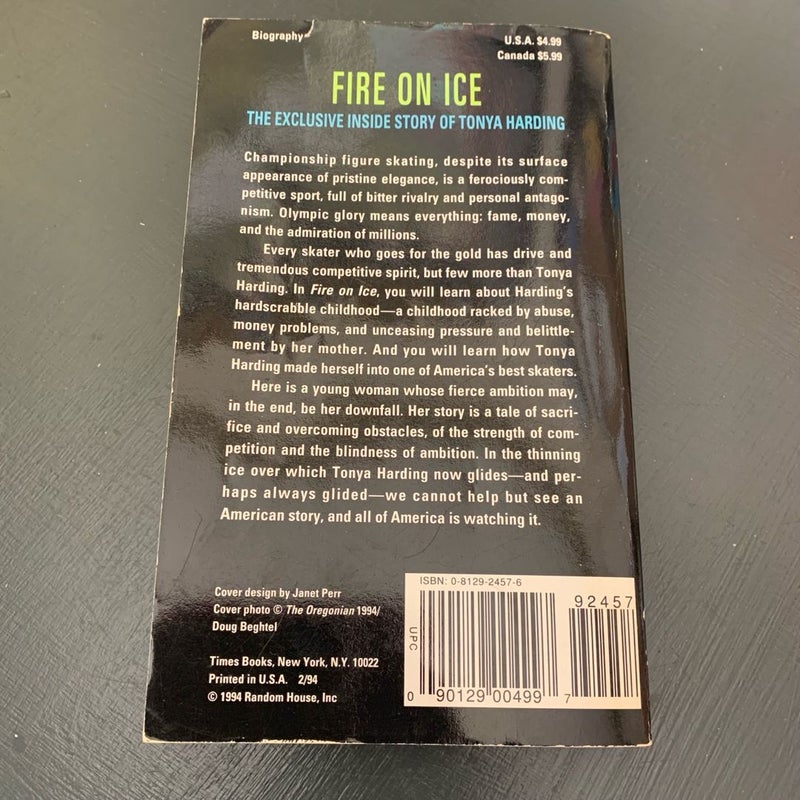 Biography
U.S.A. $4.99
Canada $5.99
FIRE ON ICE
THE EXCLUSIVE INSIDE STORY OF TONYA HARDING
Championship figure skating, despite its surface
appearance of pristine elegance, is a ferociously com-
petitive sport, full of bitter rivalry and personal antago-
nism. Olympic glory means everything: fame, money,
and the admiration of millions.
Every skater who goes for the gold has drive and
tremendous competitive spirit, but few more than Tonya
Harding. In Fire on Ice, you will learn about Harding's
hardscrabble childhood—a childhood racked by abuse,
money problems, and unceasing pressure and belittle-
ment by her mother. And you will learn how Tonya
Harding made herself into one of America's best skaters.
Here is a young woman whose fierce ambition may,
in the end, be her downfall. Her story is a tale of sacri-
fice and overcoming obstacles, of the strength of com-
petition and the blindness of ambition. In the thinning
ice over which Tonya Harding now glides—and per-
haps always glided—we cannot help but see an
American story, and all of America is watching it.
Cover design by Janet Perr
Cover photo © The Oregonian 1994/
Doug Beghtel
Times Books, New York, N.Y. 10022
Printed in U.S.A. 2/94
© 1994 Random House, Inc
ISBN: 0-8129-2457-6
92457
UPC
0 90129 00499 7